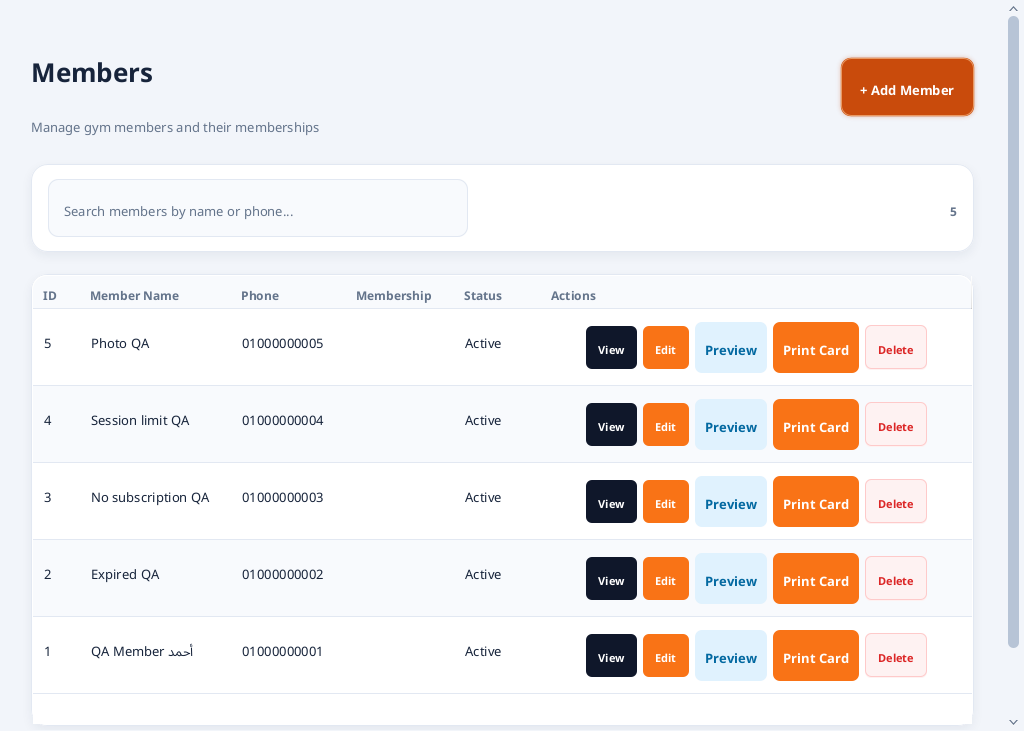 Members
+ Add Member
Manage gym members and their memberships
Search members by name or phone...
5
ID Member Name Phone Membership Status Actions
5 Photo QA 01000000005 Active View Edit Preview Print Card Delete
4 Session limit QA 01000000004 Active View Edit Preview Print Card Delete
3 No subscription QA 01000000003 Active View Edit Preview Print Card Delete
2 Expired QA 01000000002 Active View Edit Preview Print Card Delete
1 QA Member أحمد 01000000001 Active View Edit Preview Print Card Delete